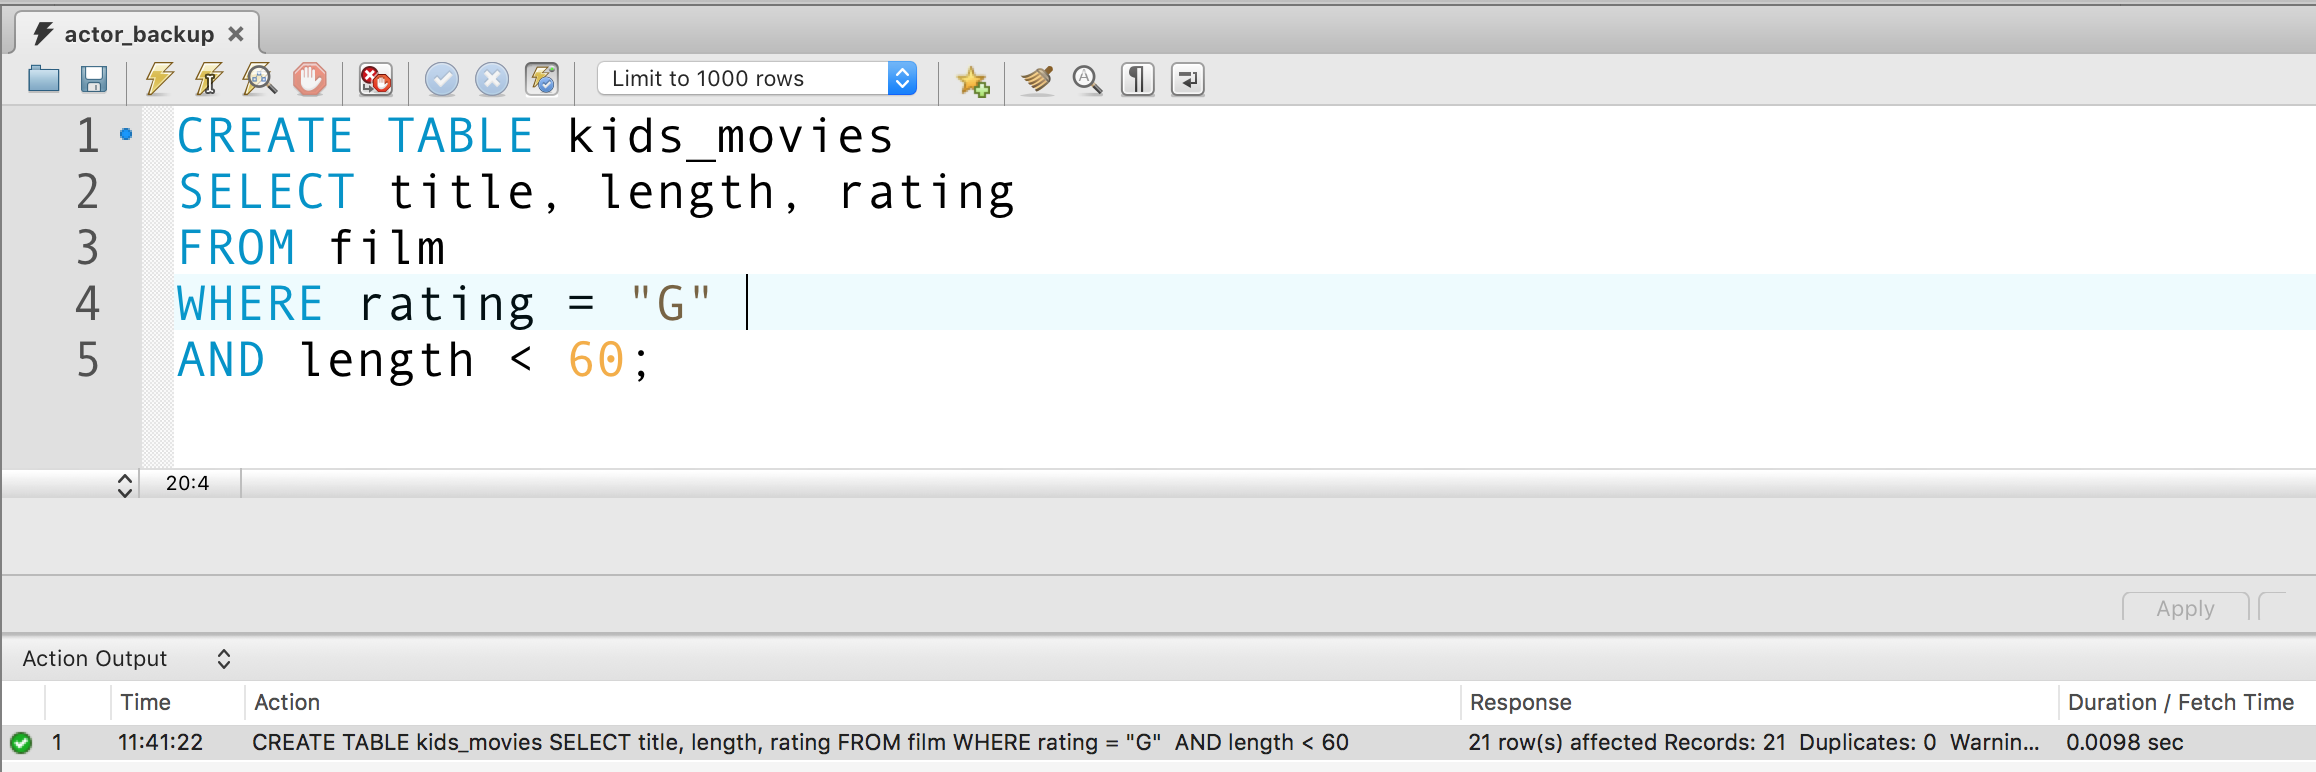 actor_backup
Limit to 1000 rows
1 CREATE TABLE kids_movies
2 SELECT title, length, rating
3 FROM film
4 WHERE rating = "G"
5 AND length < 60;
20:4
Apply
Action Output
Time Action Response Duration / Fetch Time
1 11:41:22 CREATE TABLE kids_movies SELECT title, length, rating FROM film WHERE rating = "G"  AND length < 60 21 row(s) affected Records: 21  Duplicates: 0  Warnin... 0.0098 sec